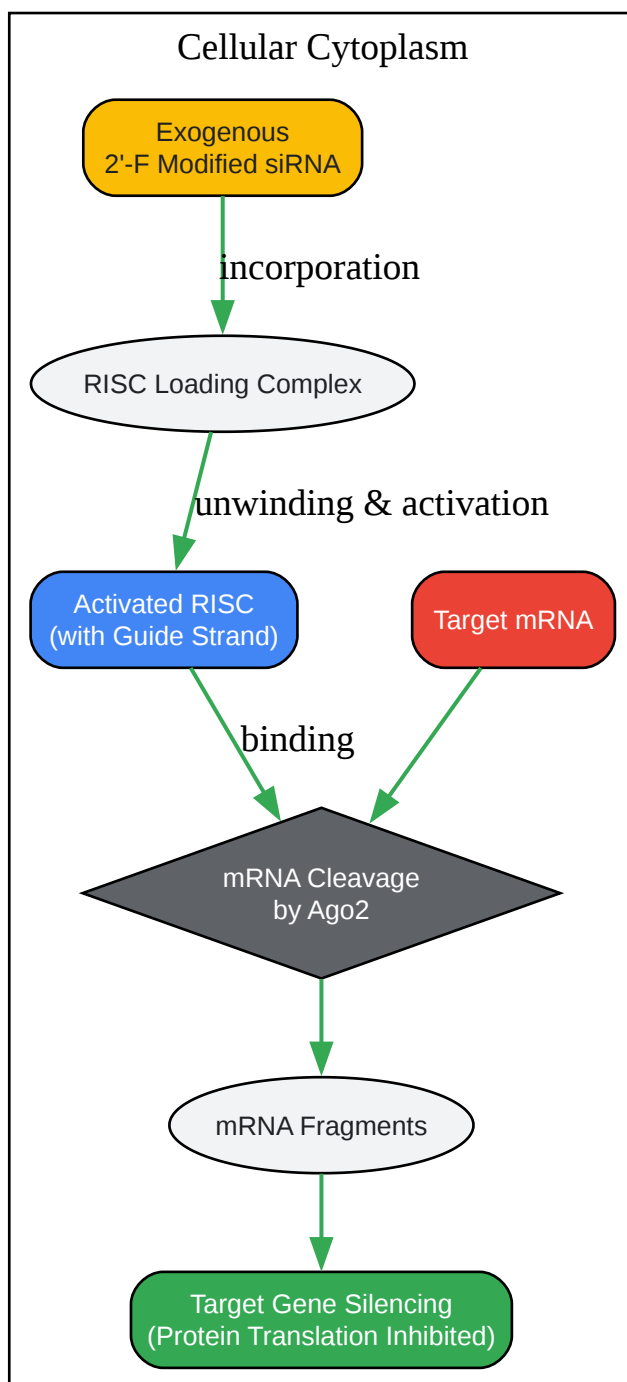 Cellular Cytoplasm
Exogenous
2'-F Modified siRNA
incorporation
RISC Loading Complex
unwinding & activation
Activated RISC
(with Guide Strand)
Target mRNA
binding
mRNA Cleavage
by Ago2
mRNA Fragments
Target Gene Silencing
(Protein Translation Inhibited)